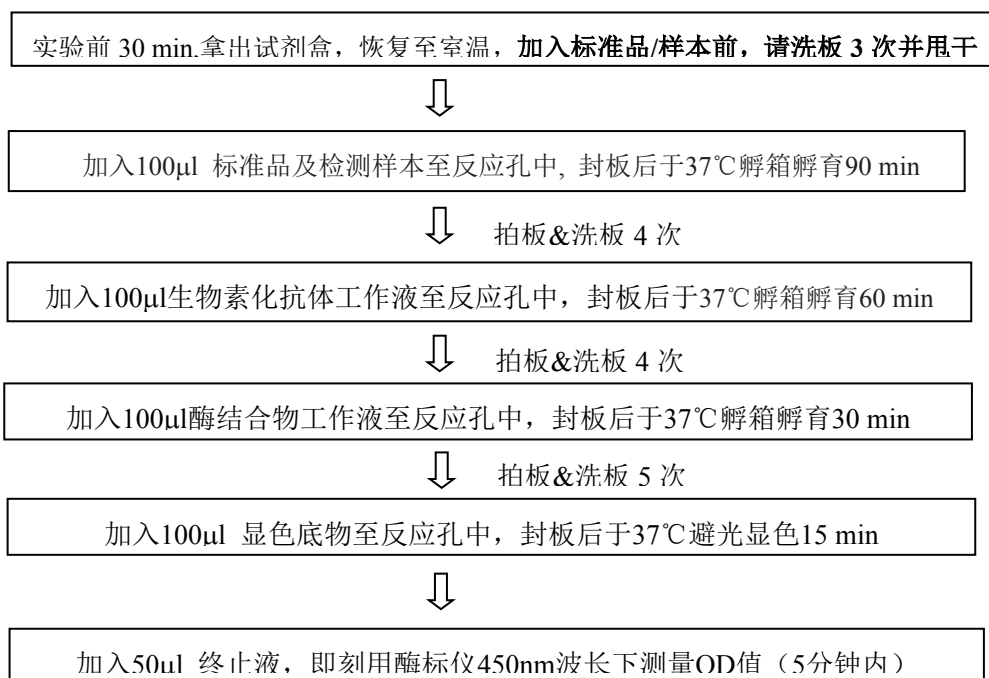 实验前 30 min.拿出试剂盒，恢复至室温，加入标准品/样本前，请洗板 3 次并甩干
加入100μl 标准品及检测样本至反应孔中, 封板后于37℃孵箱孵育90 min
拍板&洗板 4 次
加入100μl生物素化抗体工作液至反应孔中，封板后于37℃孵箱孵育60 min
拍板&洗板 4 次
加入100μl酶结合物工作液至反应孔中，封板后于37℃孵箱孵育30 min
拍板&洗板 5 次
加入100μl 显色底物至反应孔中，封板后于37℃避光显色15 min
加入50μl 终止液，即刻用酶标仪450nm波长下测量OD值（5分钟内）